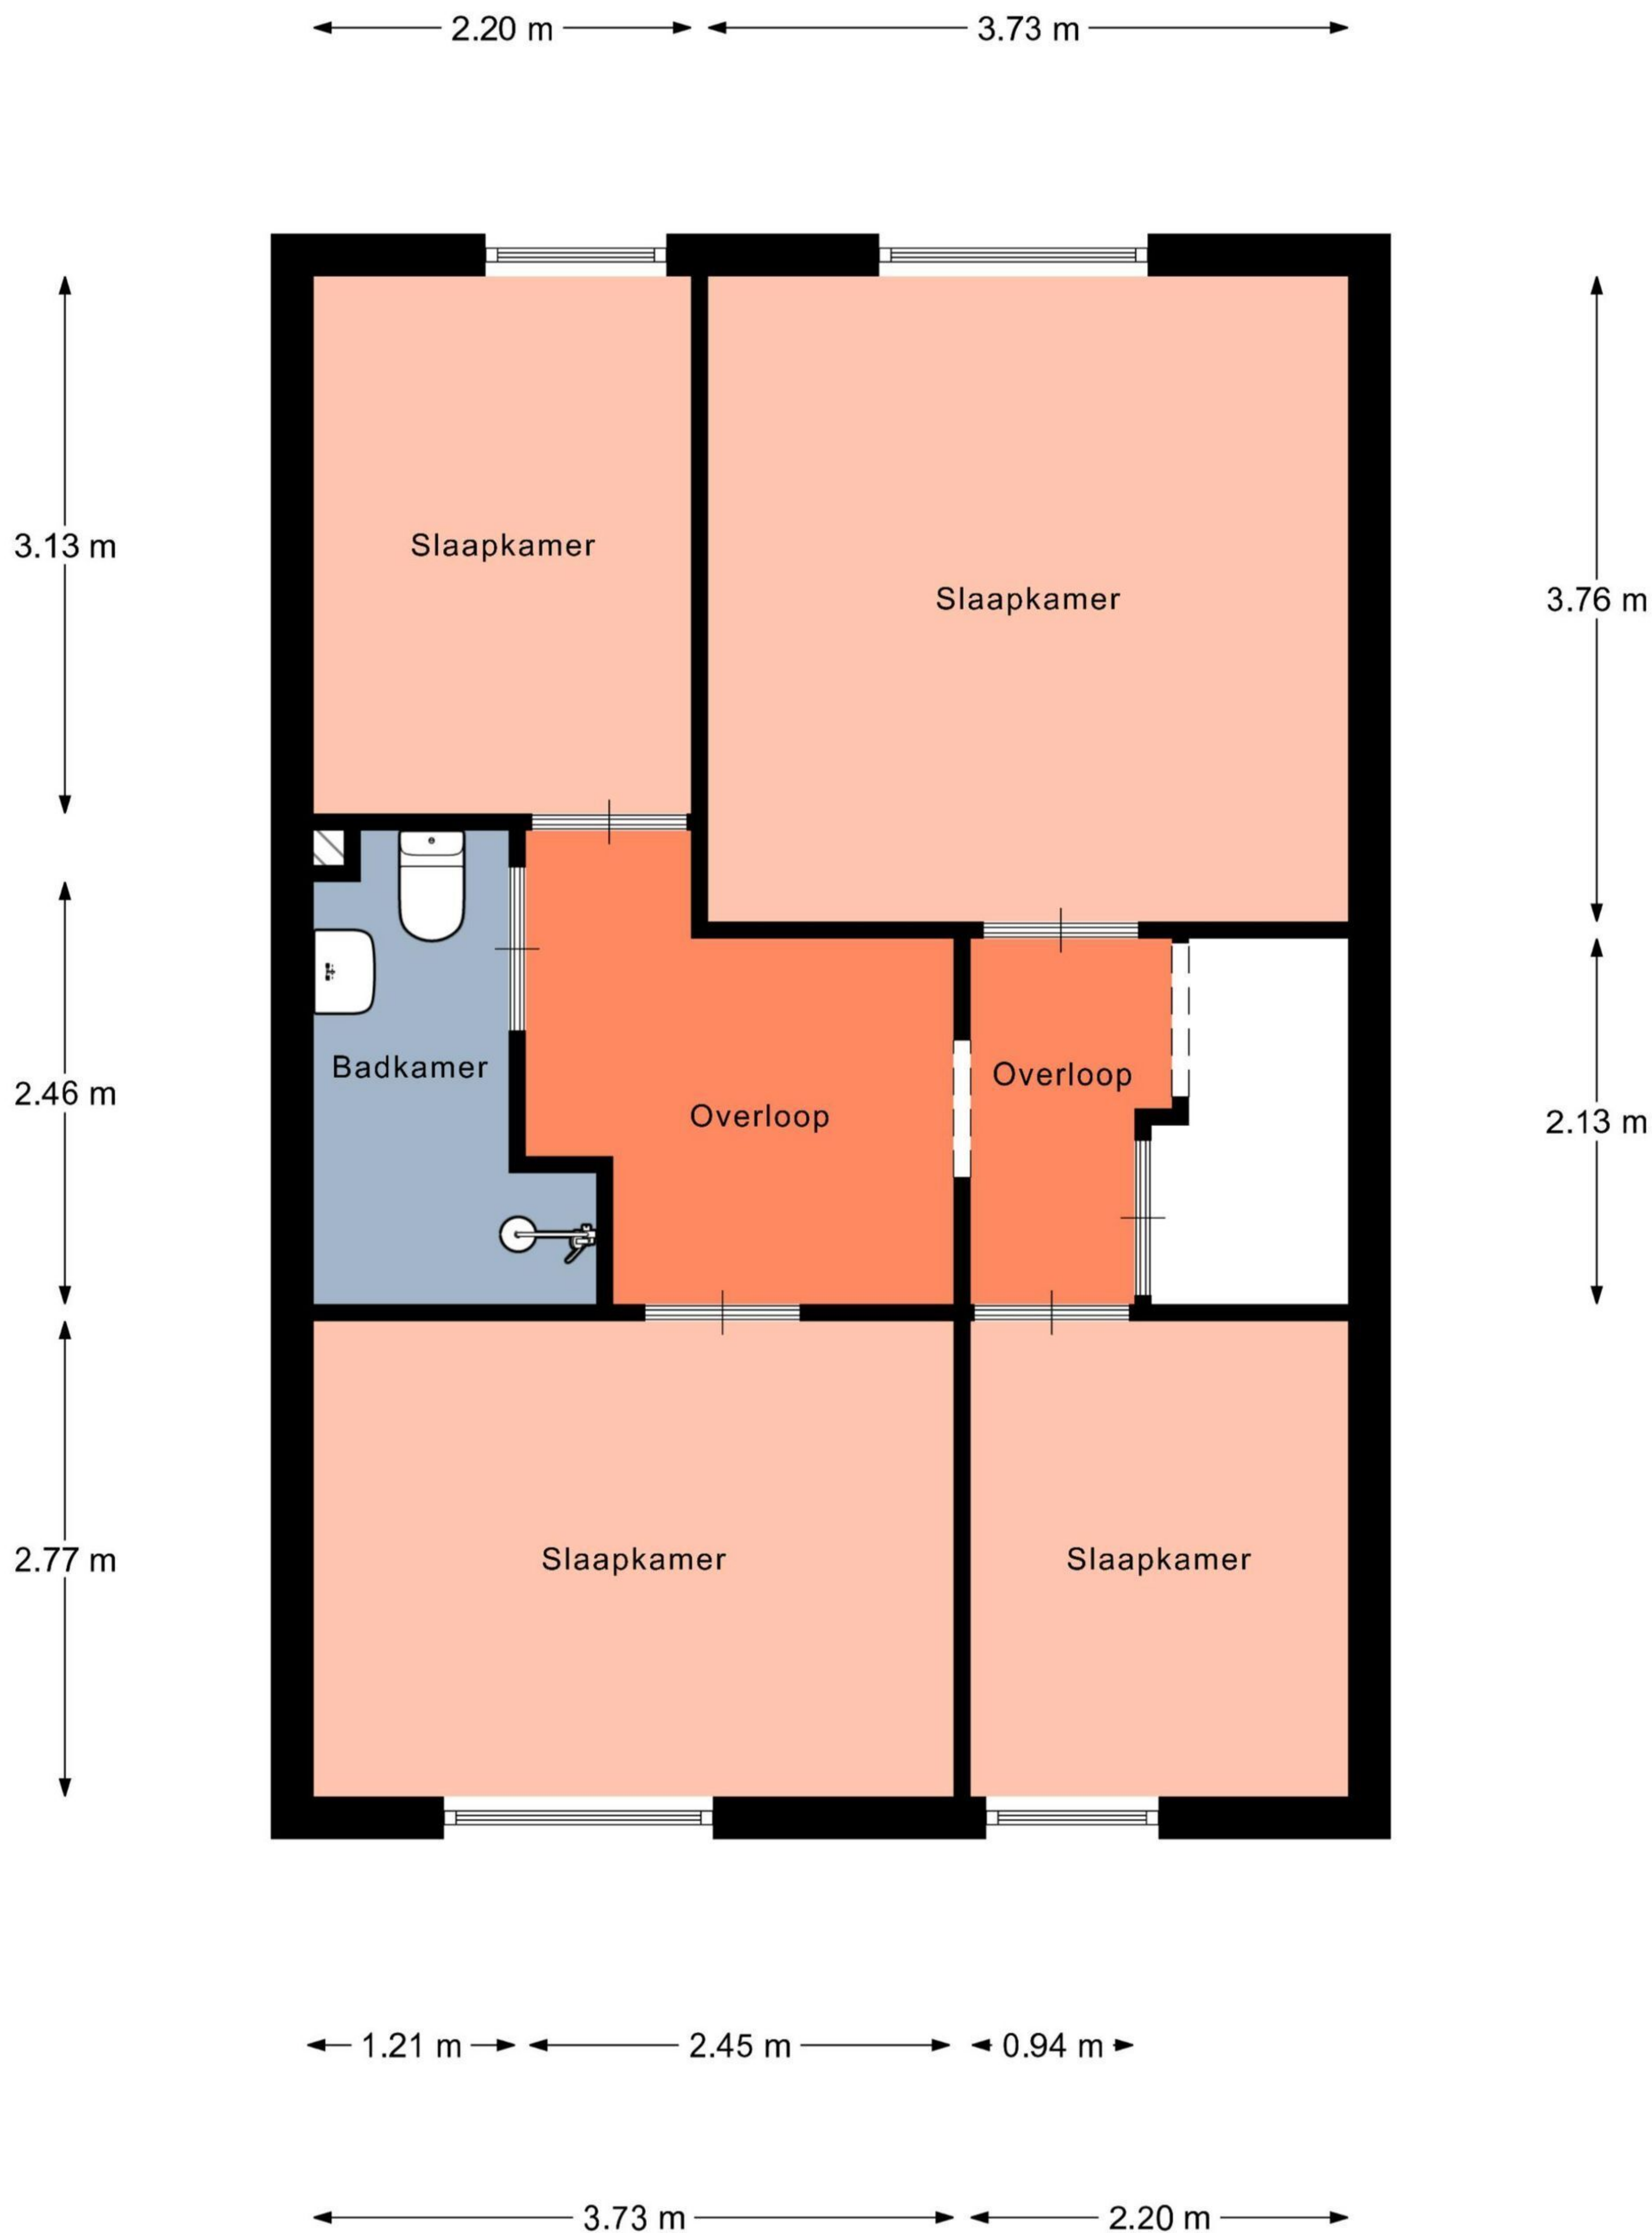 2.20 m
3.73 m
3.13 m
Slaapkamer
Slaapkamer
3.76 m
Badkamer
Overloop
Overloop
2.46 m
2.13 m
2.77 m
Slaapkamer
Slaapkamer
1.21 m
2.45 m
0.94 m
3.73 m
2.20 m